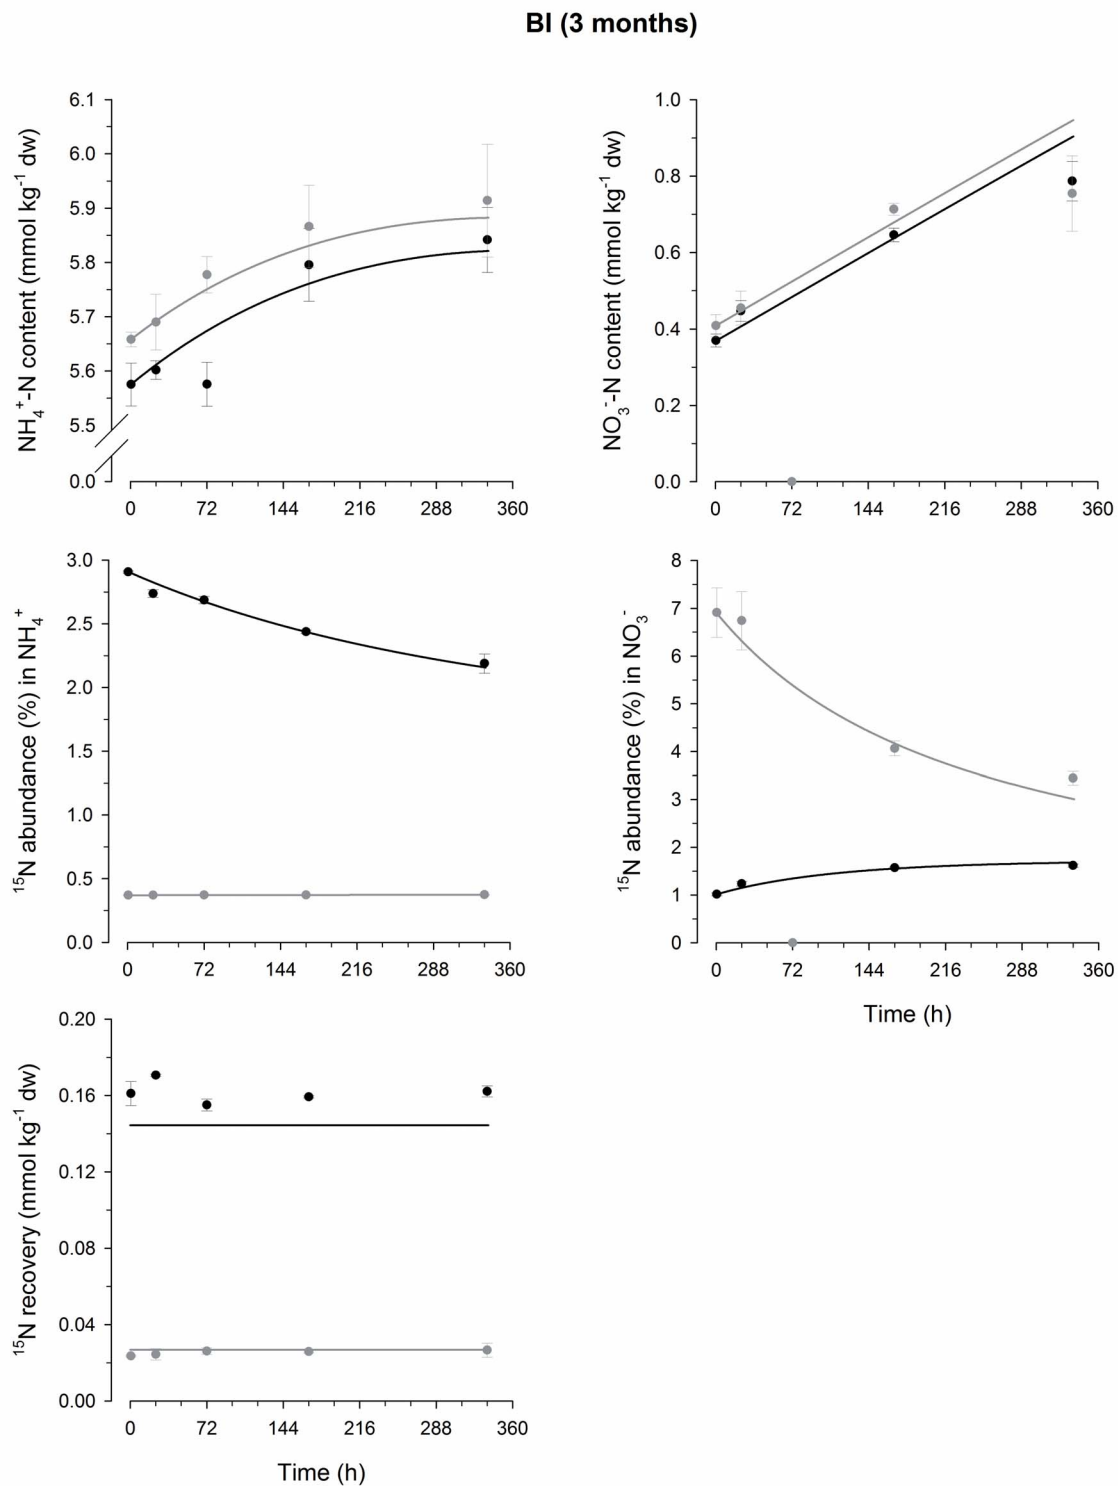 BI (3 months)
NH₄⁺-N content (mmol kg⁻¹ dw)
6.1
6.0
5.9
5.8
5.7
5.6
5.5
0.0
0 72 144 216 288 360
NO₃⁻-N content (mmol kg⁻¹ dw)
1.0
0.8
0.6
0.4
0.2
0.0
0 72 144 216 288 360
¹⁵N abundance (%) in NH₄⁺
3.0
2.5
2.0
1.5
1.0
0.5
0.0
0 72 144 216 288 360
¹⁵N abundance (%) in NO₃⁻
8
7
6
5
4
3
2
1
0
0 72 144 216 288 360
Time (h)
¹⁵N recovery (mmol kg⁻¹ dw)
0.20
0.16
0.12
0.08
0.04
0.00
0 72 144 216 288 360
Time (h)